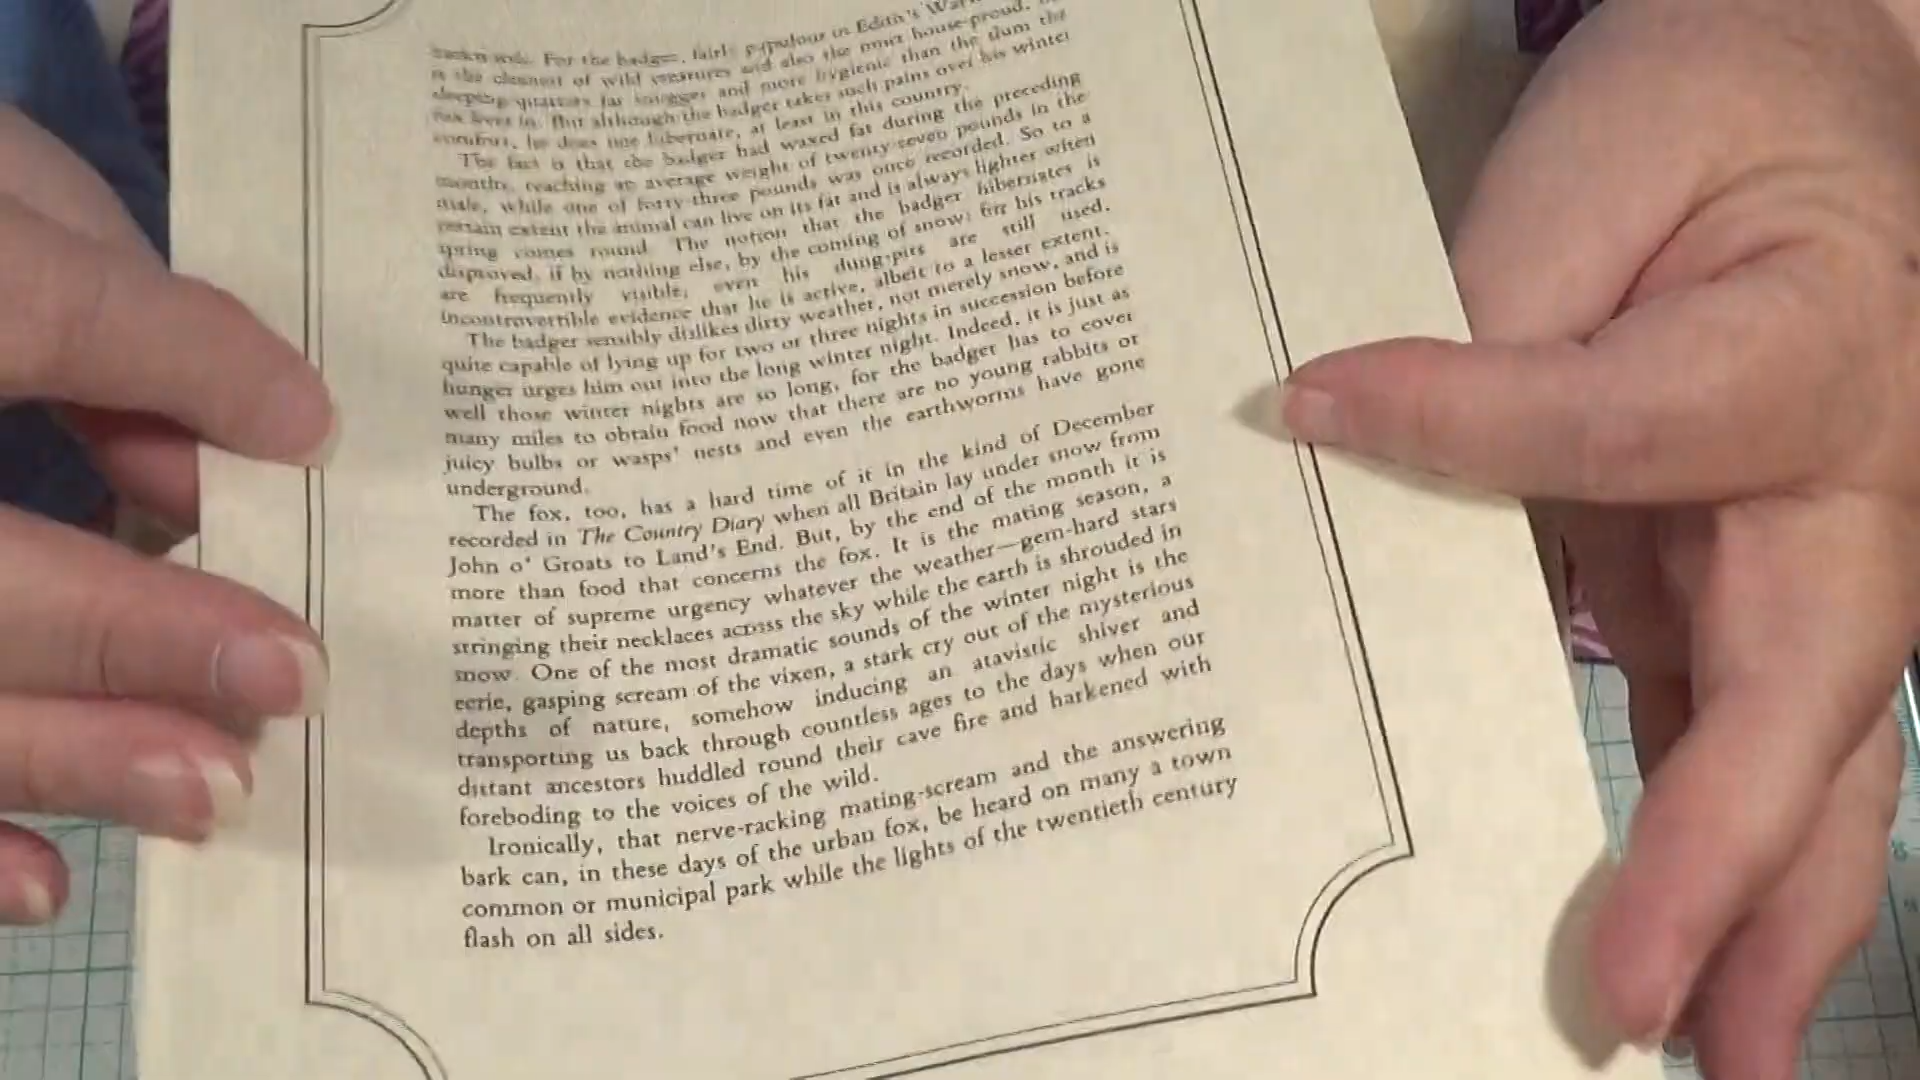 For the badger, fairly populous in Edith's
is the cleanest of wild creatures and also the most house-proud,
sleeping quarters far snugger and more hygienic than the slum the
fox lives in. But although the badger takes such pains over his winter
comfort, he does not hibernate, at least in this country.
The fact is that the badger had waxed fat during the preceding
months, reaching an average weight of twenty-seven pounds in the
male, while one of forty-three pounds was once recorded. So to a
certain extent the animal can live on its fat and is always lighter when
spring comes round. The notion that the badger hibernates is
disproved, if by nothing else, by the coming of snow; for his tracks
are frequently visible; even his dung-pits are still used,
incontrovertible evidence that he is active, albeit to a lesser extent.
The badger sensibly dislikes dirty weather, not merely snow, and is
quite capable of lying up for two or three nights in succession before
hunger urges him out into the long winter night. Indeed, it is just as
well those winter nights are so long, for the badger has to cover
many miles to obtain food now that there are no young rabbits or
juicy bulbs or wasps' nests and even the earthworms have gone
underground.
The fox, too, has a hard time of it in the kind of December
recorded in The Country Diary when all Britain lay under snow from
John o' Groats to Land's End. But, by the end of the month it is
more than food that concerns the fox. It is the mating season, a
matter of supreme urgency whatever the weather—gem-hard stars
stringing their necklaces across the sky while the earth is shrouded in
snow. One of the most dramatic sounds of the winter night is the
eerie, gasping scream of the vixen, a stark cry out of the mysterious
depths of nature, somehow inducing an atavistic shiver and
transporting us back through countless ages to the days when our
distant ancestors huddled round their cave fire and harkened with
foreboding to the voices of the wild.
Ironically, that nerve-racking mating-scream and the answering
bark can, in these days of the urban fox, be heard on many a town
common or municipal park while the lights of the twentieth century
flash on all sides.